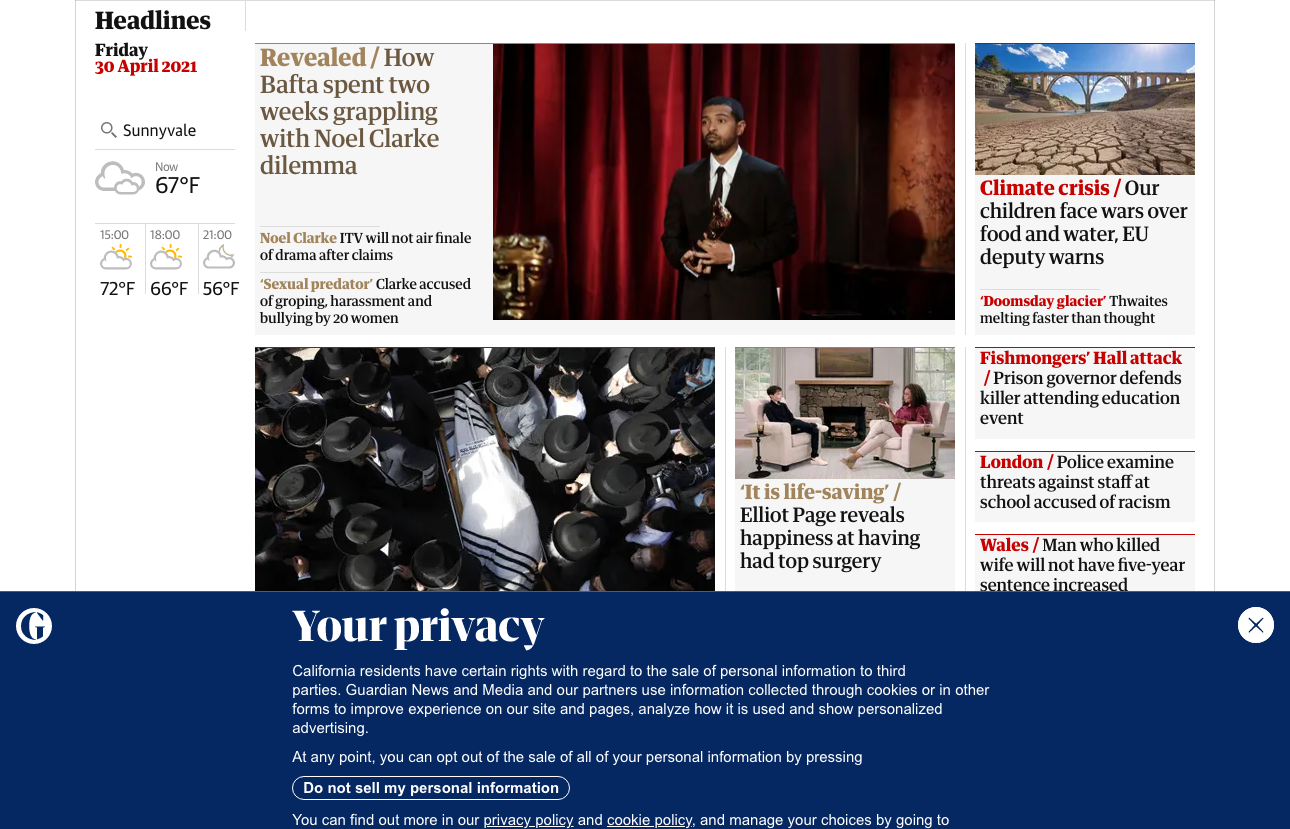 Headlines
Friday
30 April 2021
Sunnyvale
Now
67°F
15:00
18:00
21:00
72°F
66°F
56°F
Revealed / How
Bafta spent two
weeks grappling
with Noel Clarke
dilemma
Noel Clarke ITV will not air finale
of drama after claims
‘Sexual predator’ Clarke accused
of groping, harassment and
bullying by 20 women
Climate crisis / Our
children face wars over
food and water, EU
deputy warns
‘Doomsday glacier’ Thwaites
melting faster than thought
‘It is life-saving’ /
Elliot Page reveals
happiness at having
had top surgery
Fishmongers’ Hall attack
/ Prison governor defends
killer attending education
event
London / Police examine
threats against staff at
school accused of racism
Wales / Man who killed
wife will not have five-year
sentence increased
G
Your privacy
California residents have certain rights with regard to the sale of personal information to third
parties. Guardian News and Media and our partners use information collected through cookies or in other
forms to improve experience on our site and pages, analyze how it is used and show personalized
advertising.
At any point, you can opt out of the sale of all of your personal information by pressing
Do not sell my personal information
You can find out more in our privacy policy and cookie policy, and manage your choices by going to